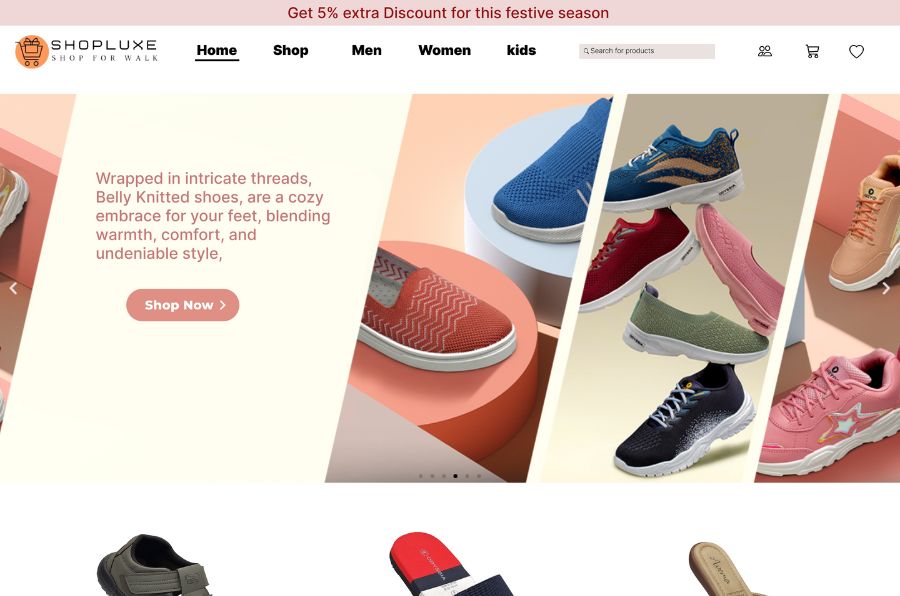 Get 5% extra Discount for this festive season
SHOPLUXE
SHOP FOR WALK
Home
Shop
Men
Women
kids
Search for products
Wrapped in intricate threads,
Belly Knitted shoes, are a cozy
embrace for your feet, blending
warmth, comfort, and
undeniable style,
Shop Now